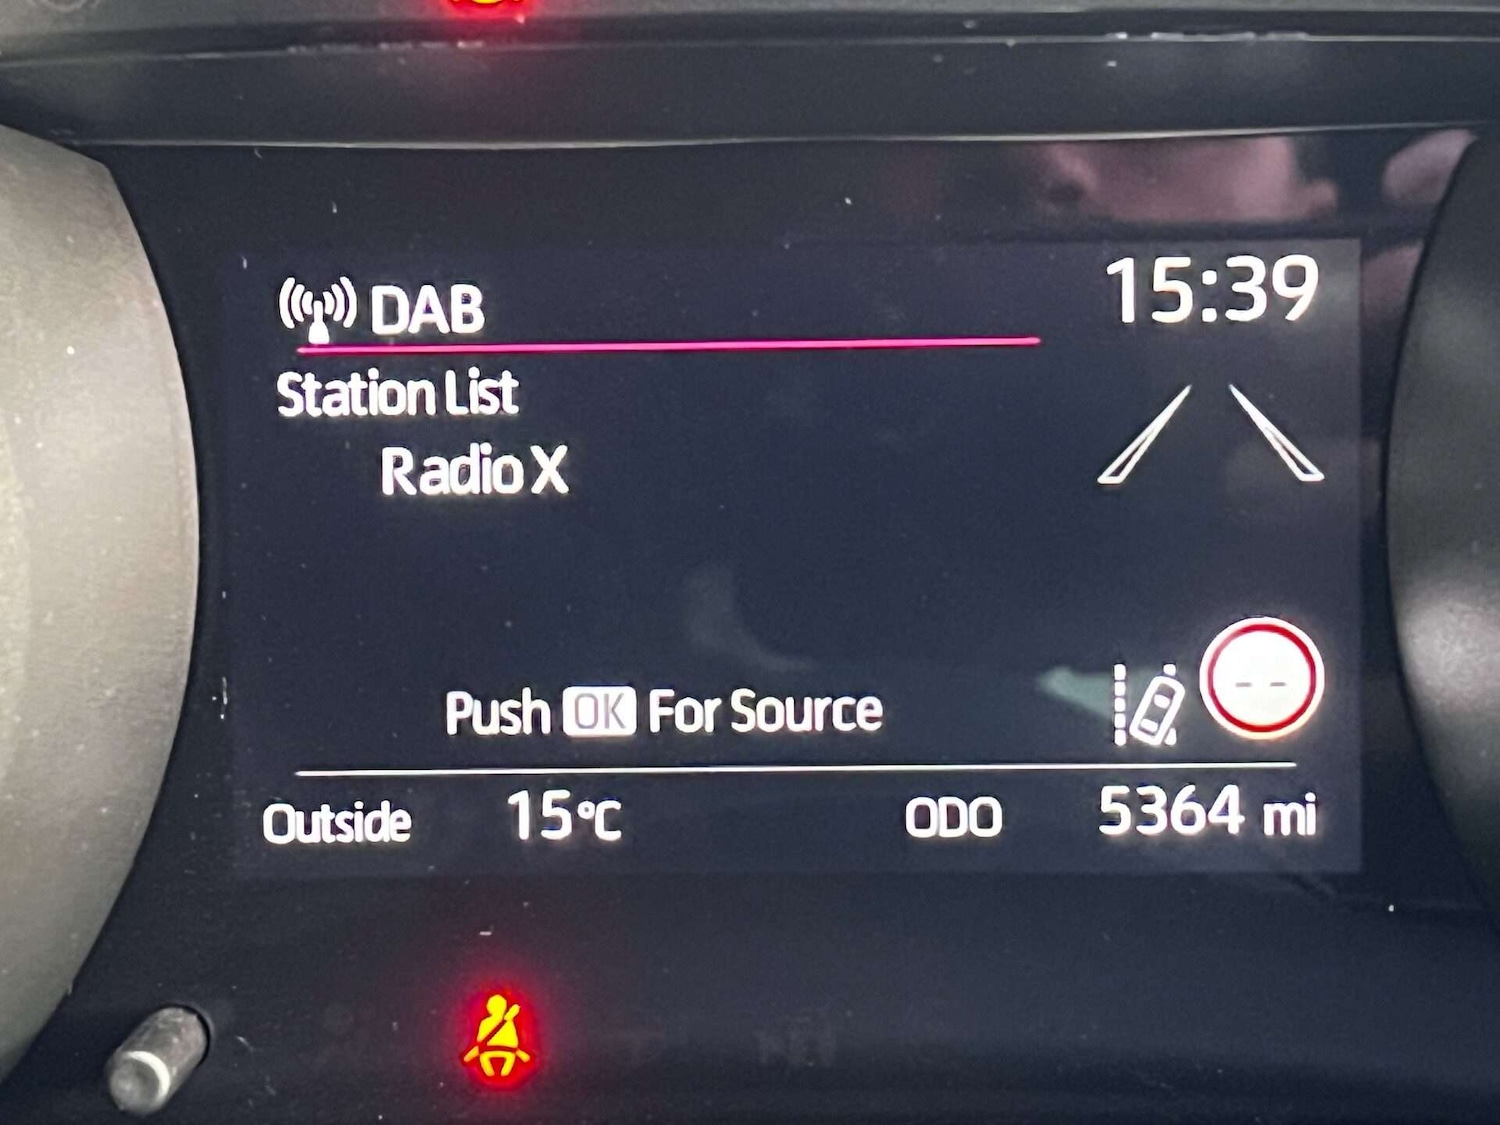 DAB
15:39
Station List
Radio X
Push OK For Source
--
Outside 15°C ODO 5364 mi